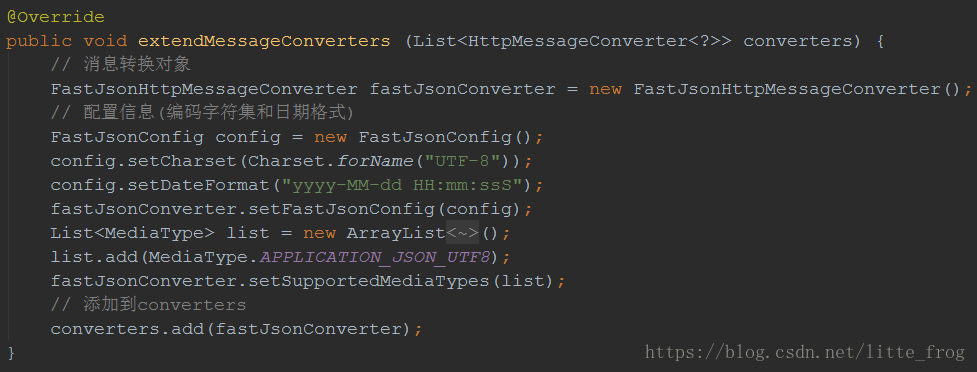 @Override
public void extendMessageConverters (List<HttpMessageConverter<?>> converters) {
// 消息转换对象
FastJsonHttpMessageConverter fastJsonConverter = new FastJsonHttpMessageConverter();
// 配置信息(编码字符集和日期格式)
FastJsonConfig config = new FastJsonConfig();
config.setCharset(Charset.forName("UTF-8"));
config.setDateFormat("yyyy-MM-dd HH:mm:ssS");
fastJsonConverter.setFastJsonConfig(config);
List<MediaType> list = new ArrayList<~>();
list.add(MediaType.APPLICATION_JSON_UTF8);
fastJsonConverter.setSupportedMediaTypes(list);
// 添加到converters
converters.add(fastJsonConverter);
}
https://blog.csdn.net/litte_frog